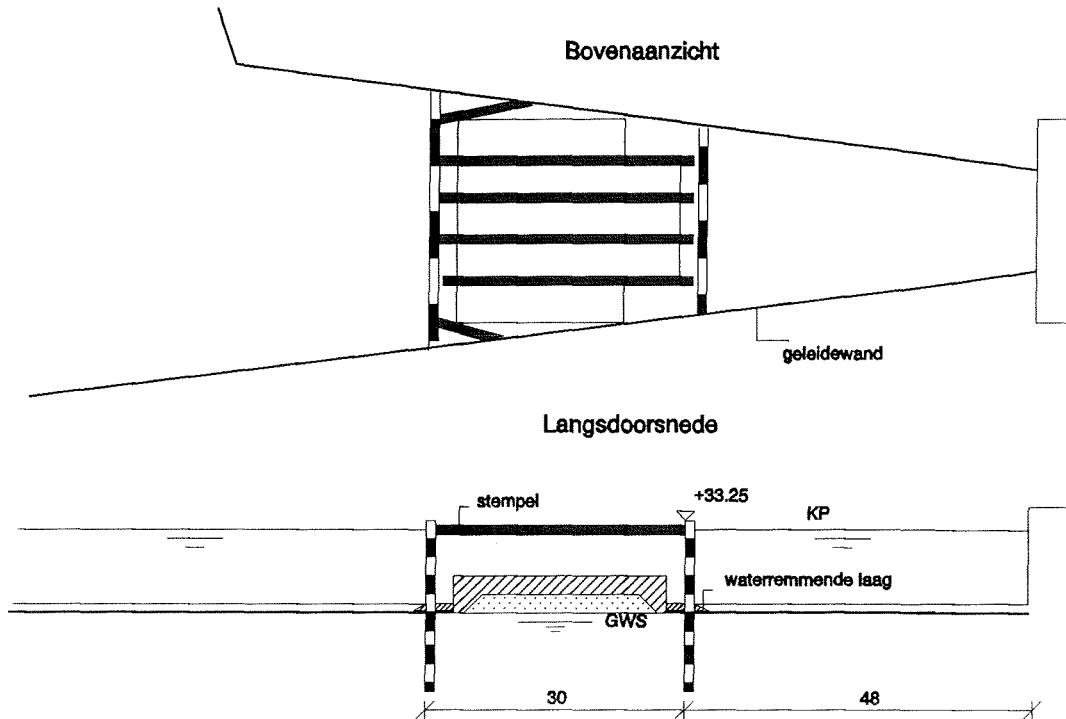 Bovenaanzicht
geleidewand
Langsdoorsnede
stempel
+33.25
KP
waterremmende laag
GWS
30
48